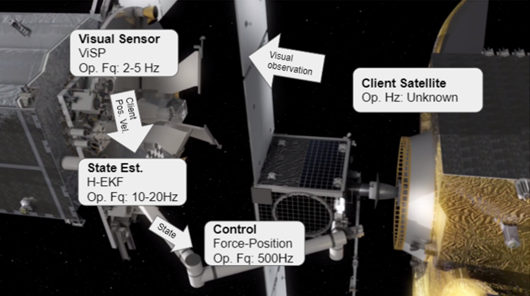 Visual Sensor
ViSP
Op. Fq: 2-5 Hz
Visual
observation
Client Satellite
Op. Hz: Unknown
Client
Pos. Vel.
State Est.
H-EKF
Op. Fq: 10-20Hz
State
Control
Force-Position
Op. Fq: 500Hz